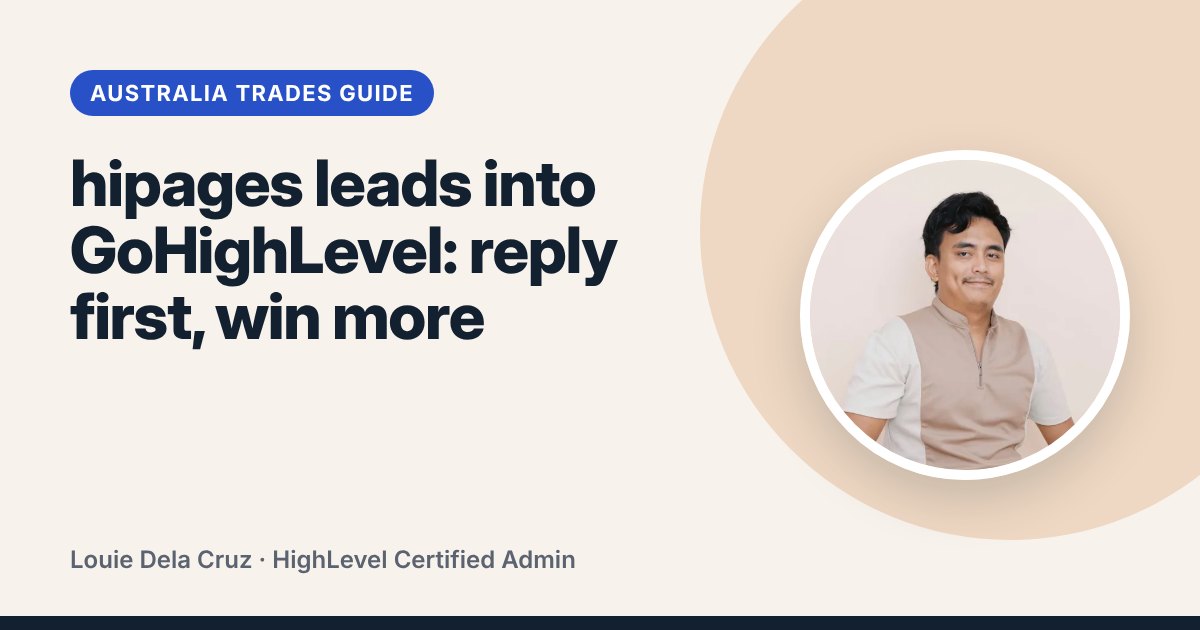 AUSTRALIA TRADES GUIDE
hipages leads into
GoHighLevel: reply
first, win more
Louie Dela Cruz · HighLevel Certified Admin